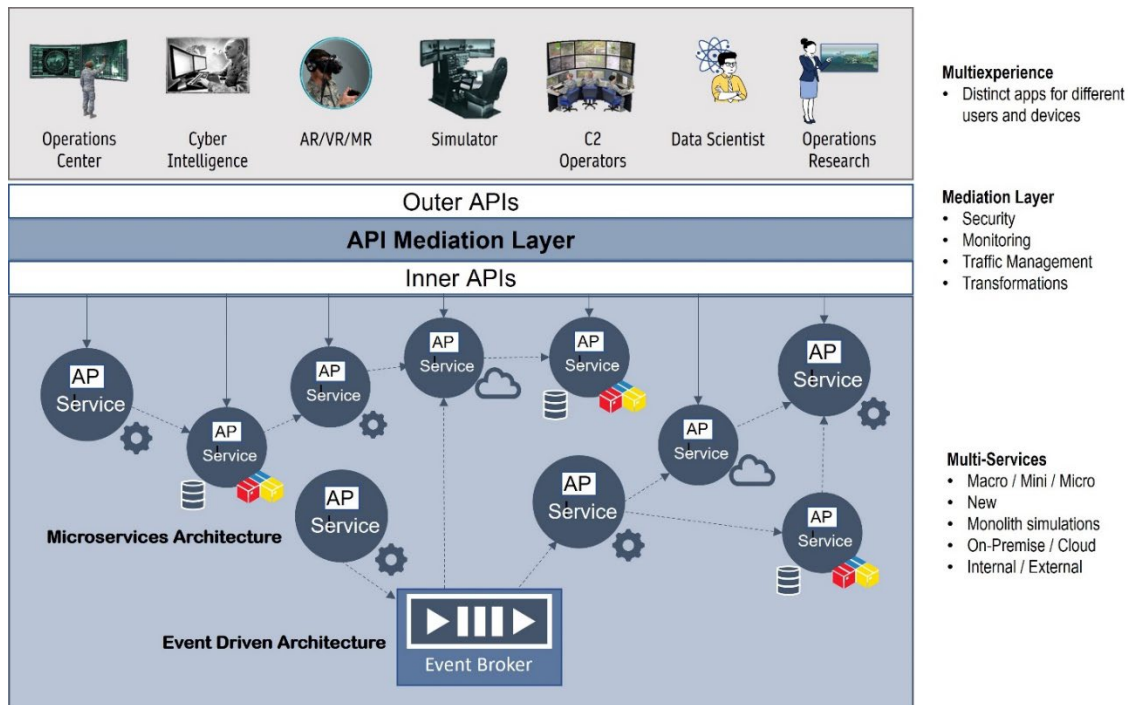 Operations
Center
Cyber
Intelligence
AR/VR/MR
Simulator
C2
Operators
Data Scientist
Operations
Research
Multiexperience
• Distinct apps for different
users and devices
Outer APIs
API Mediation Layer
Inner APIs
Mediation Layer
• Security
• Monitoring
• Traffic Management
• Transformations
AP
Service
AP
Service
AP
Service
AP
Service
AP
Service
AP
Service
AP
Service
AP
Service
AP
Service
AP
Service
Microservices Architecture
Event Driven Architecture
Event Broker
Multi-Services
• Macro / Mini / Micro
• New
• Monolith simulations
• On-Premise / Cloud
• Internal / External